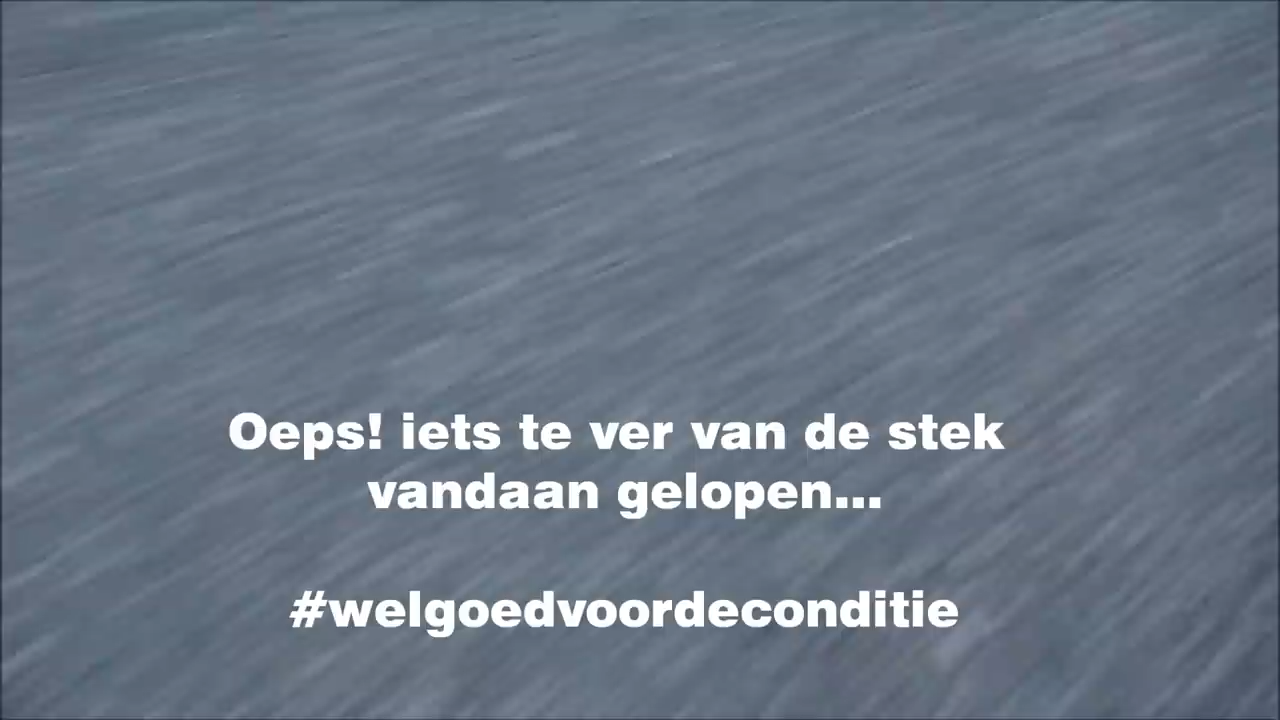 Oeps! iets te ver van de stek
vandaan gelopen...
#welgoedvoordeconditie